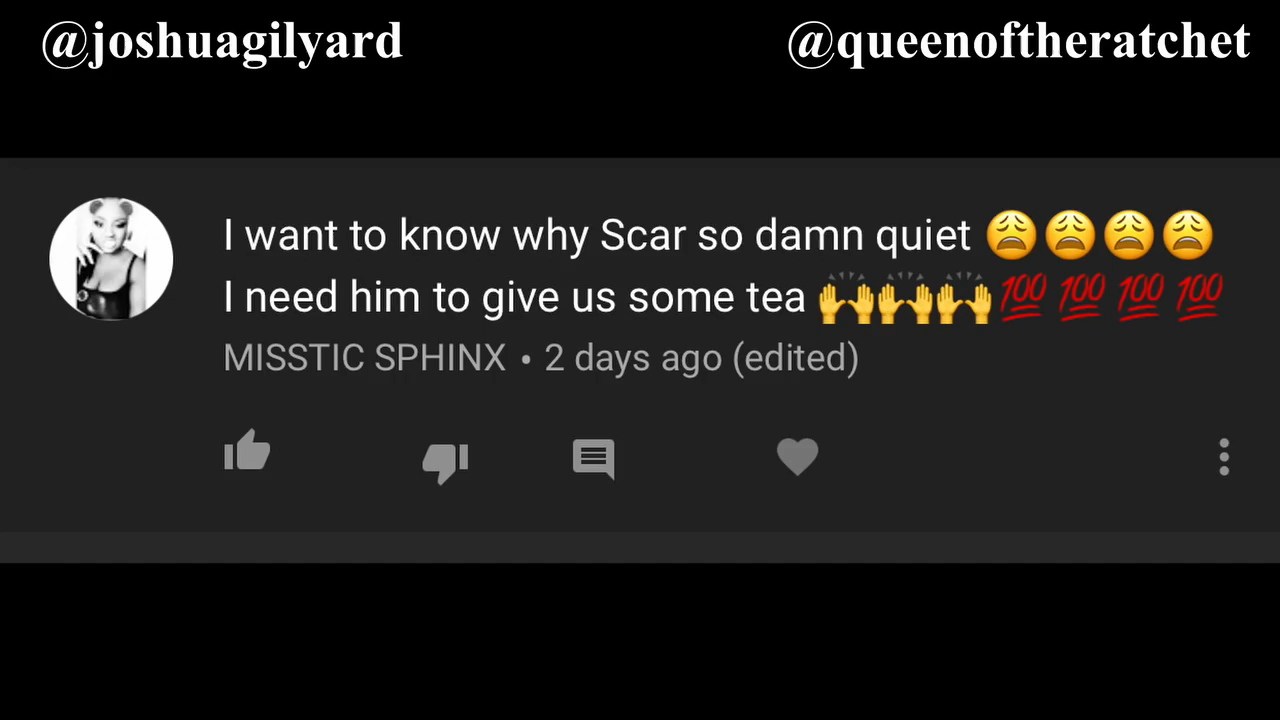 @joshuagilyard @queenoftheratchet
I want to know why Scar so damn quiet 😩😩😩😩
I need him to give us some tea 🙌🙌🙌💯💯💯💯
MISSTIC SPHINX • 2 days ago (edited)